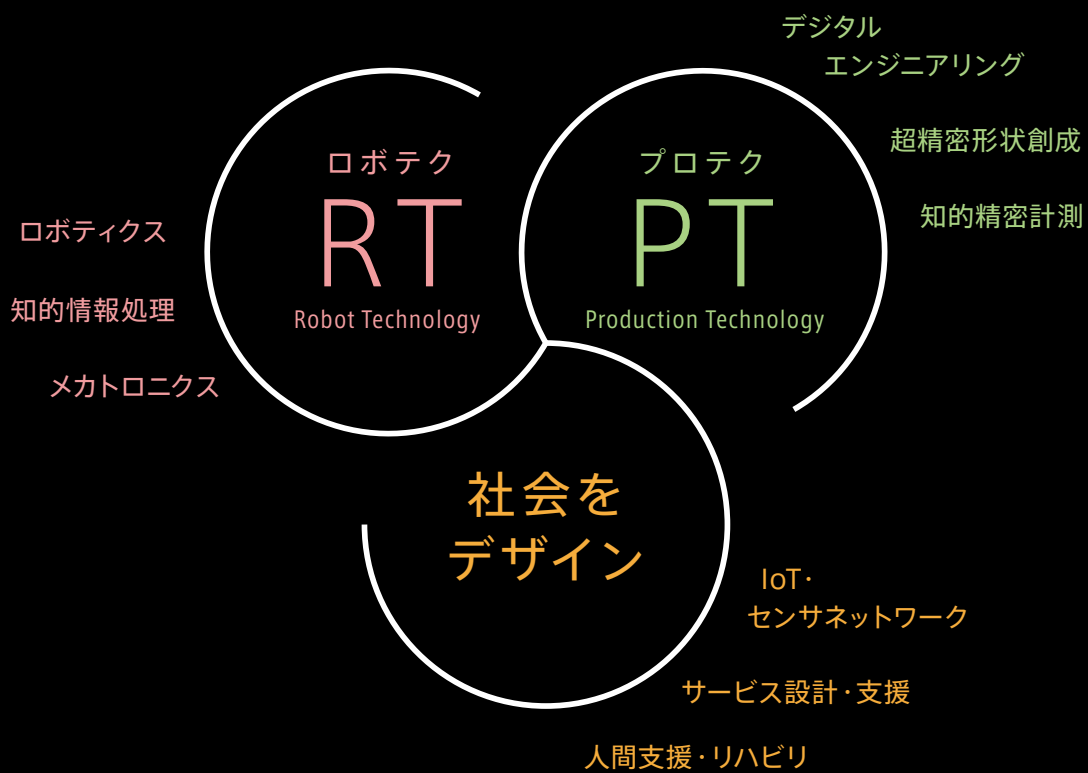 ロボテク
RT
Robot Technology
ロボティクス
知的情報処理
メカトロニクス
プロテク
PT
Production Technology
デジタル
エンジニアリング
超精密形状創成
知的精密計測
社会を
デザイン
IoT・
センサネットワーク
サービス設計・支援
人間支援・リハビリ